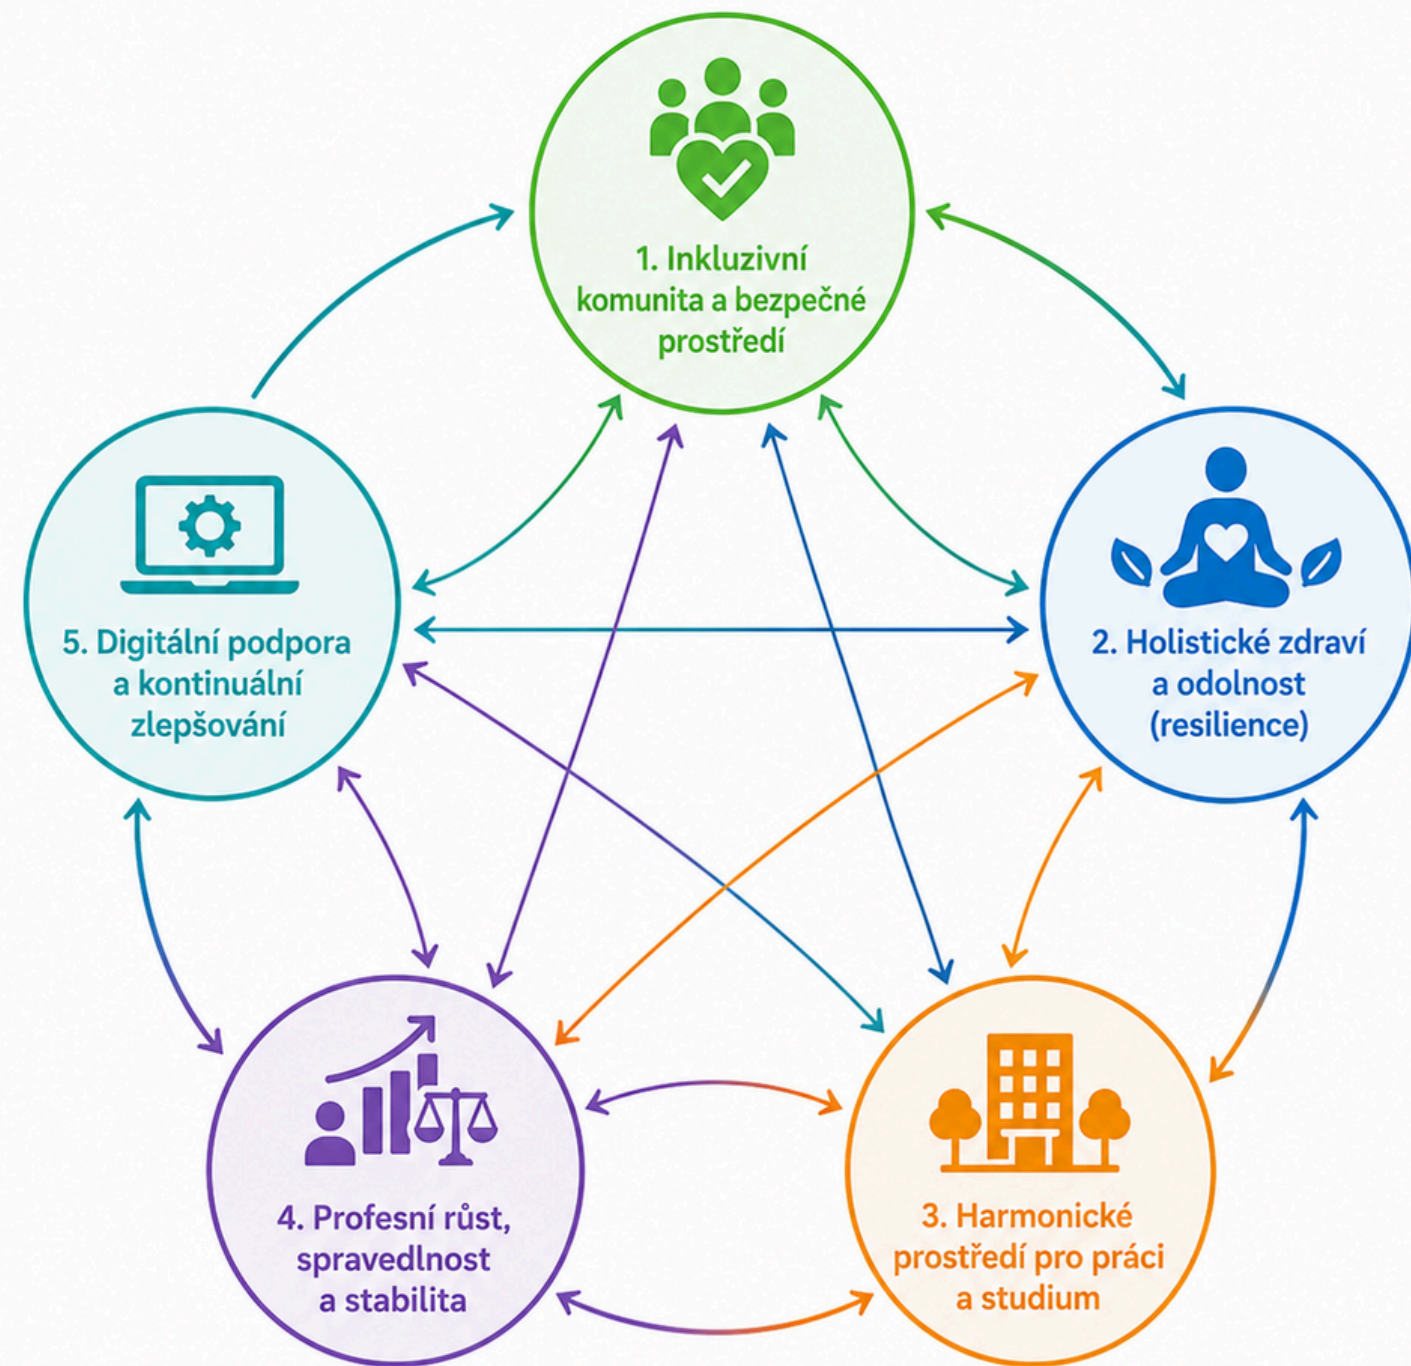 1. Inkluzivní
komunita a bezpečné
prostředí
2. Holistické zdraví
a odolnost
(resilience)
3. Harmonické
prostředí pro práci
a studium
4. Profesní růst,
spravedlnost
a stabilita
5. Digitální podpora
a kontinuální
zlepšování